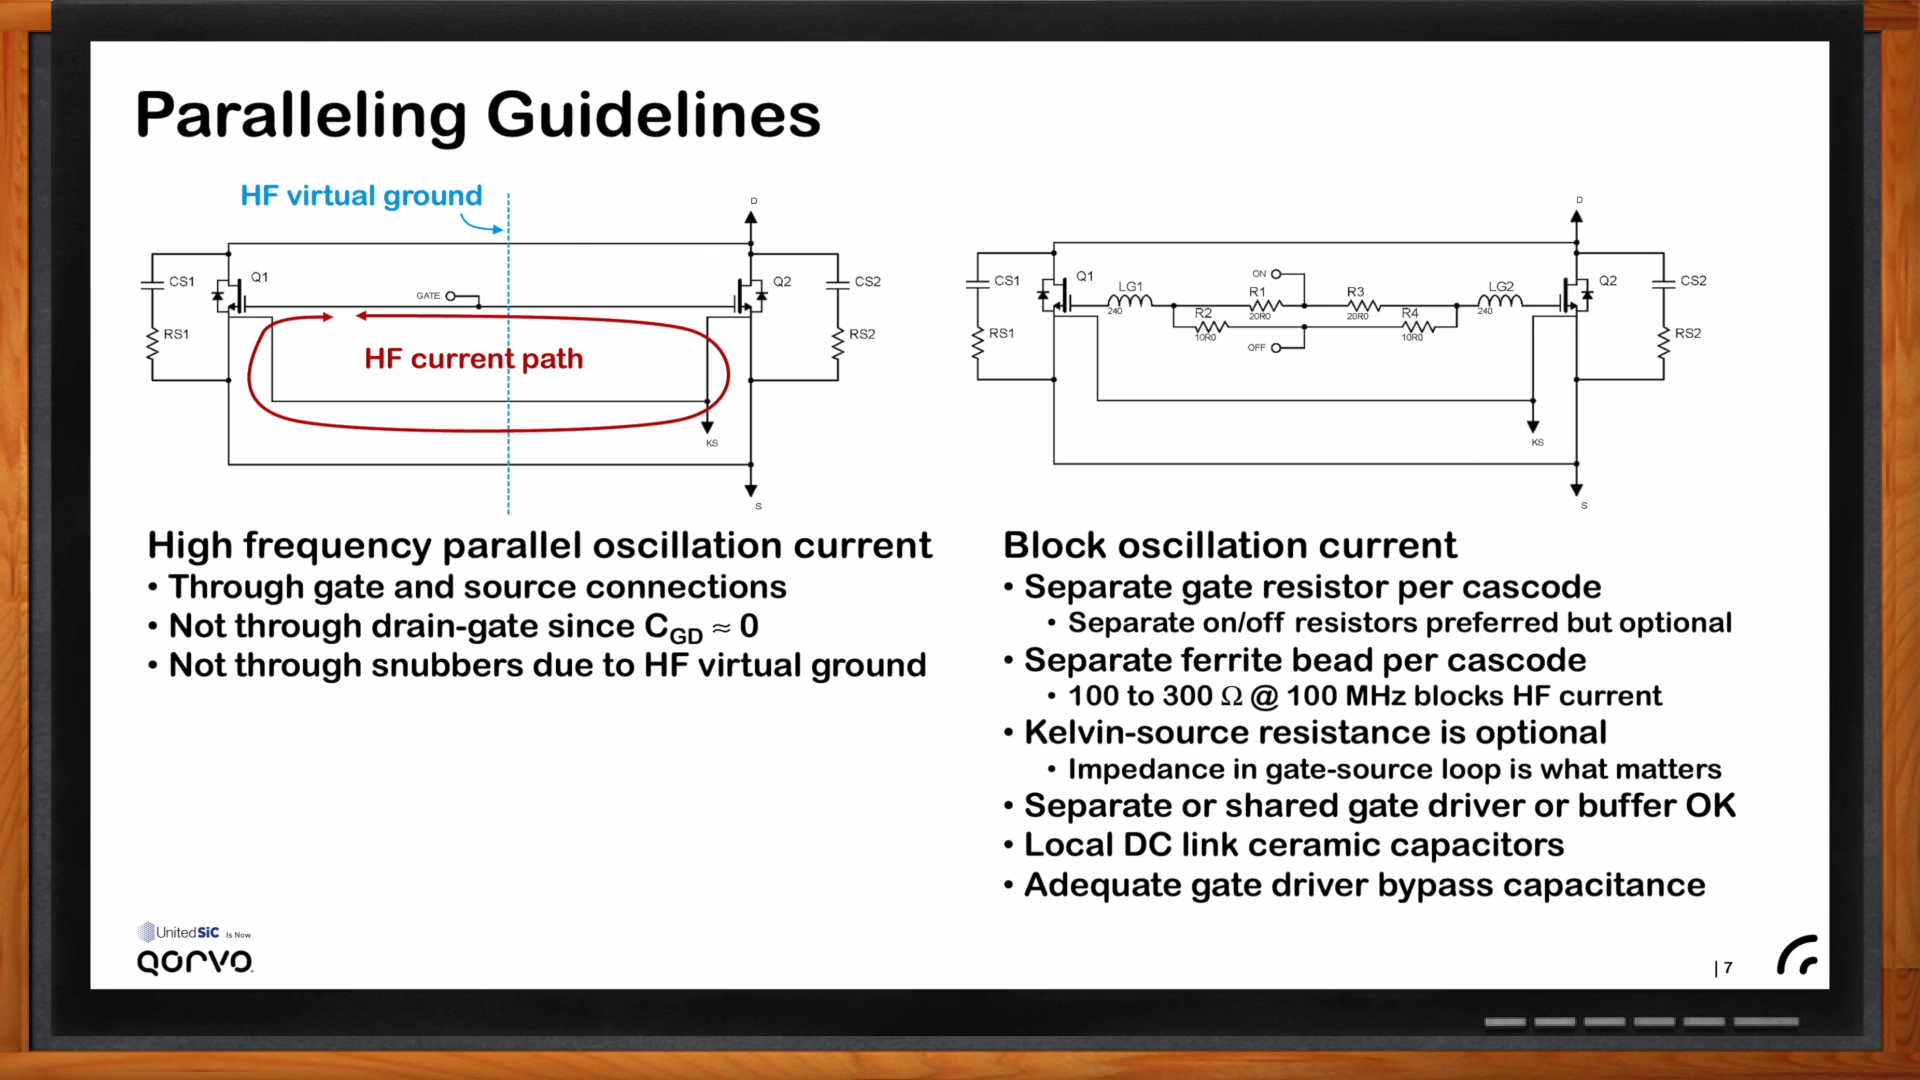 Paralleling Guidelines
HF virtual ground
D
CS1
Q1
GATE
Q2
CS2
RS1
RS2
HF current path
KS
S
D
CS1
Q1
LG1
240
ON
R1
20R0
R3
20R0
LG2
240
Q2
CS2
RS1
R2
10R0
R4
10R0
OFF
RS2
KS
S
High frequency parallel oscillation current
• Through gate and source connections
• Not through drain-gate since CGD ≈ 0
• Not through snubbers due to HF virtual ground
Block oscillation current
• Separate gate resistor per cascode
• Separate on/off resistors preferred but optional
• Separate ferrite bead per cascode
• 100 to 300 Ω @ 100 MHz blocks HF current
• Kelvin-source resistance is optional
• Impedance in gate-source loop is what matters
• Separate or shared gate driver or buffer OK
• Local DC link ceramic capacitors
• Adequate gate driver bypass capacitance
UnitedSiC Is Now
QORVO
| 7